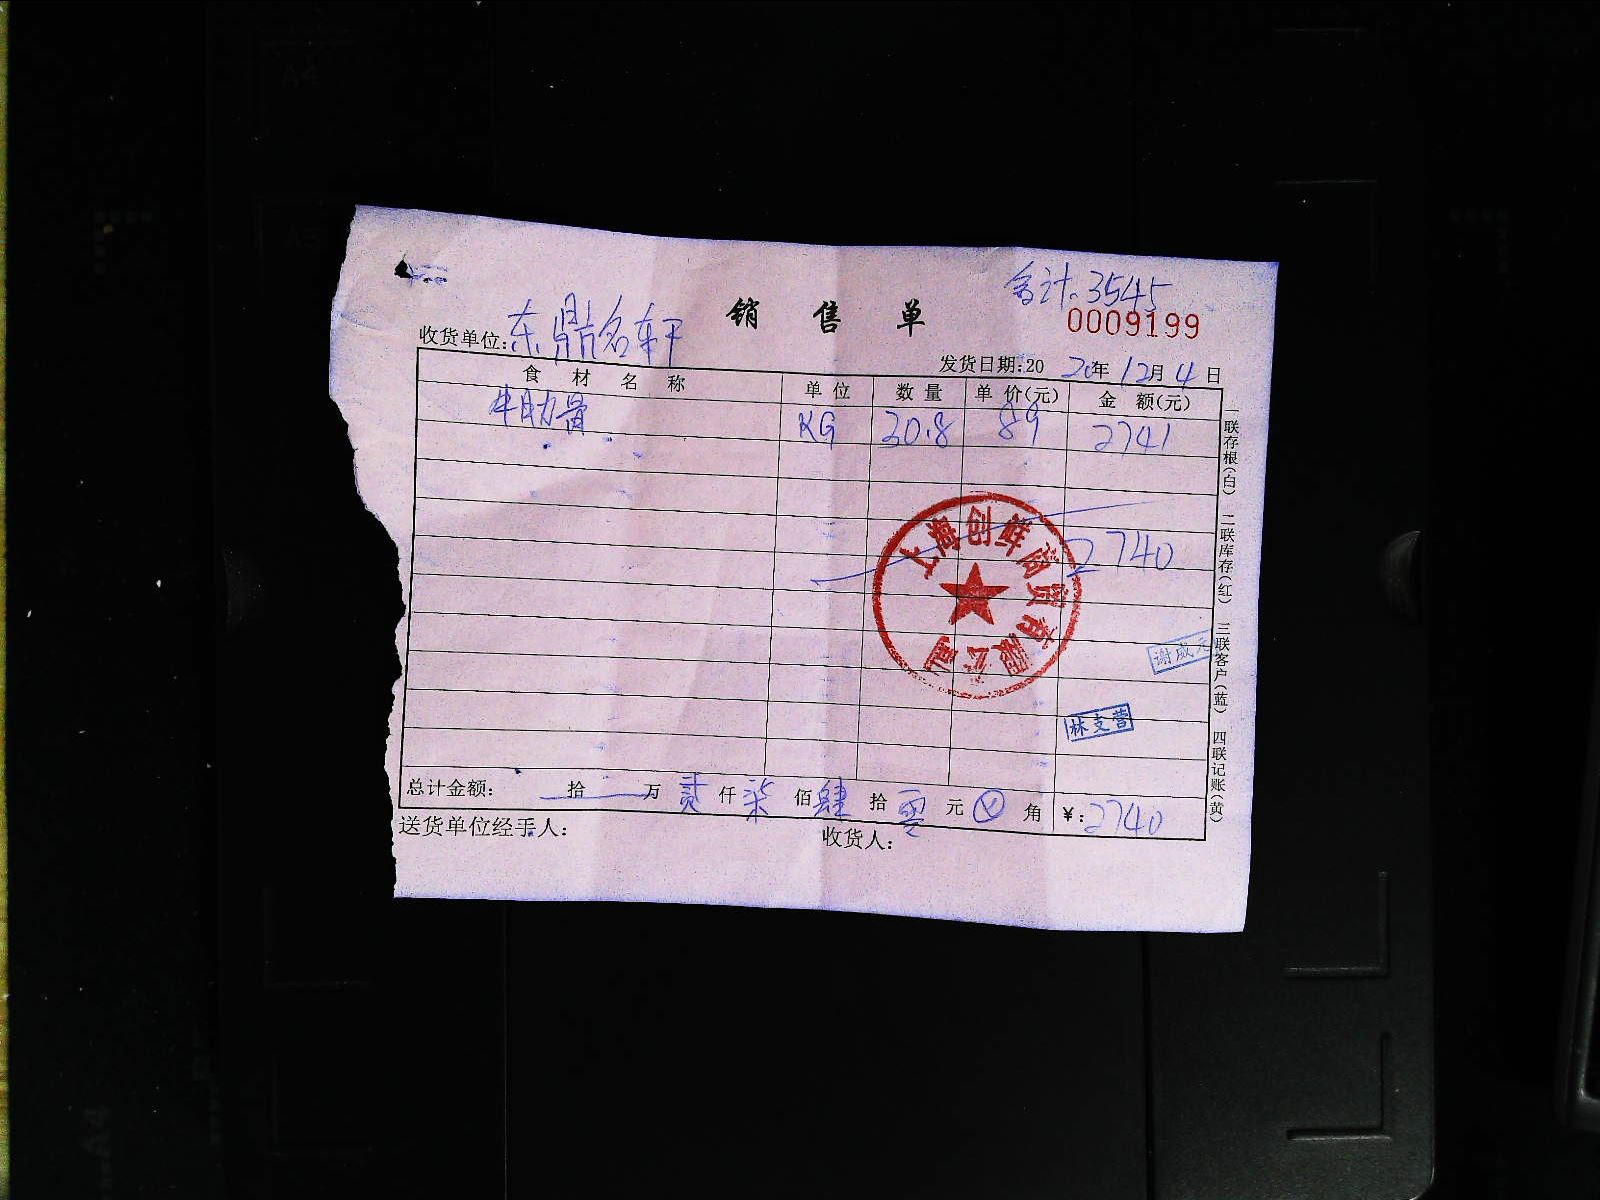 合计.3545
销 售 单
0009199
收货单位:东鼎名轩
发货日期:20 20年12月4日
食 材 名 称 单 位 数 量 单 价(元) 金 额(元)
牛肋骨 KG 30.8 89 2741
2740
上海创鲜商贸有限公司
谢威元
林支营
总计金额: 拾 万 贰 仟 柒 佰 肆 拾 零 元 角 ¥:2740
送货单位经手人: 收货人:
一联存根(白) 二联库存(红) 三联客户(蓝) 四联记账(黄)
A4
A5